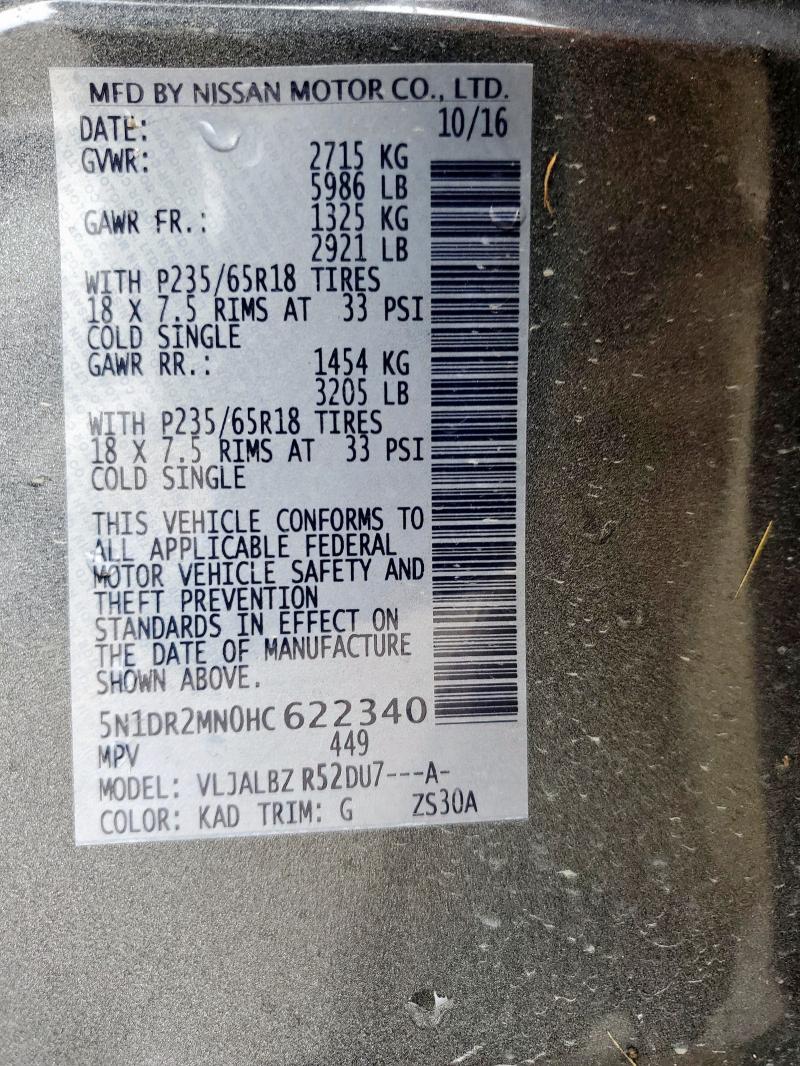 MFD BY NISSAN MOTOR CO., LTD.
DATE: 10/16
GVWR: 2715 KG
5986 LB
GAWR FR.: 1325 KG
2921 LB
WITH P235/65R18 TIRES
18 X 7.5 RIMS AT 33 PSI
COLD SINGLE
GAWR RR.: 1454 KG
3205 LB
WITH P235/65R18 TIRES
18 X 7.5 RIMS AT 33 PSI
COLD SINGLE
THIS VEHICLE CONFORMS TO
ALL APPLICABLE FEDERAL
MOTOR VEHICLE SAFETY AND
THEFT PREVENTION
STANDARDS IN EFFECT ON
THE DATE OF MANUFACTURE
SHOWN ABOVE.
5N1DR2MN0HC 622340
MPV 449
MODEL: VLJALBZ R52DU7---A-
COLOR: KAD TRIM: G ZS30A